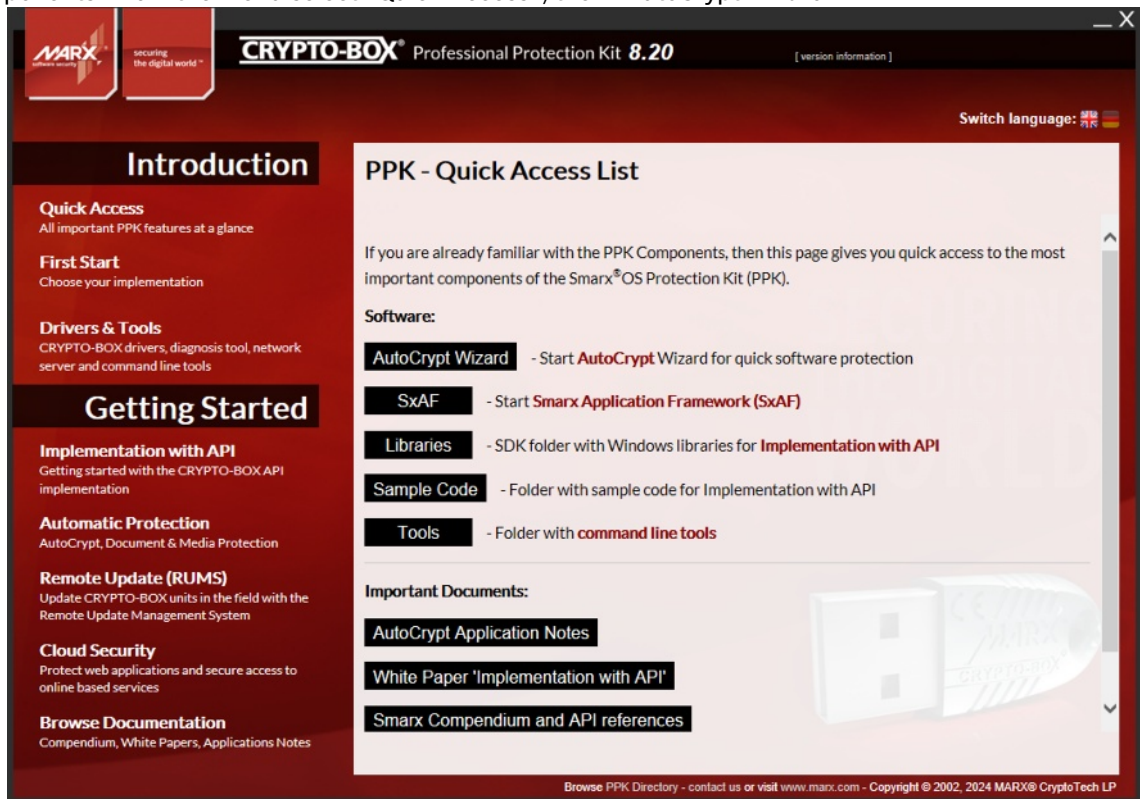 MARX
software security
securing
the digital world ™
CRYPTO-BOX® Professional Protection Kit 8.20
[ version information ]
Switch language:
Introduction
Quick Access
All important PPK features at a glance
First Start
Choose your implementation
Drivers & Tools
CRYPTO-BOX drivers, diagnosis tool, network
server and command line tools
Getting Started
Implementation with API
Getting started with the CRYPTO-BOX API
implementation
Automatic Protection
AutoCrypt, Document & Media Protection
Remote Update (RUMS)
Update CRYPTO-BOX units in the field with the
Remote Update Management System
Cloud Security
Protect web applications and secure access to
online based services
Browse Documentation
Compendium, White Papers, Applications Notes
PPK - Quick Access List
If you are already familiar with the PPK Components, then this page gives you quick access to the most
important components of the Smarx®OS Protection Kit (PPK).
Software:
AutoCrypt Wizard - Start AutoCrypt Wizard for quick software protection
SxAF - Start Smarx Application Framework (SxAF)
Libraries - SDK folder with Windows libraries for Implementation with API
Sample Code - Folder with sample code for Implementation with API
Tools - Folder with command line tools
Important Documents:
AutoCrypt Application Notes
White Paper 'Implementation with API'
Smarx Compendium and API references
MARX
CRYPTO-BOX
Browse PPK Directory - contact us or visit www.marx.com - Copyright © 2002, 2024 MARX® CryptoTech LP